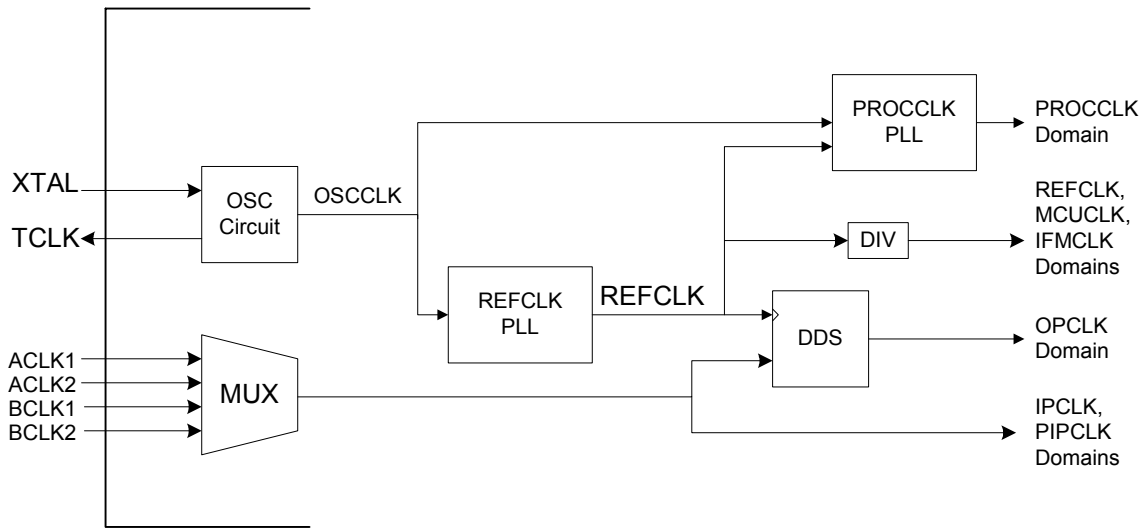 XTAL
TCLK
OSC
Circuit
OSCCLK
PROCCLK
PLL
PROCCLK
Domain
REFCLK,
MCUCLK,
IFMCLK
Domains
DIV
REFCLK
PLL
REFCLK
DDS
OPCLK
Domain
ACLK1
ACLK2
BCLK1
BCLK2
MUX
IPCLK,
PIPCLK
Domains